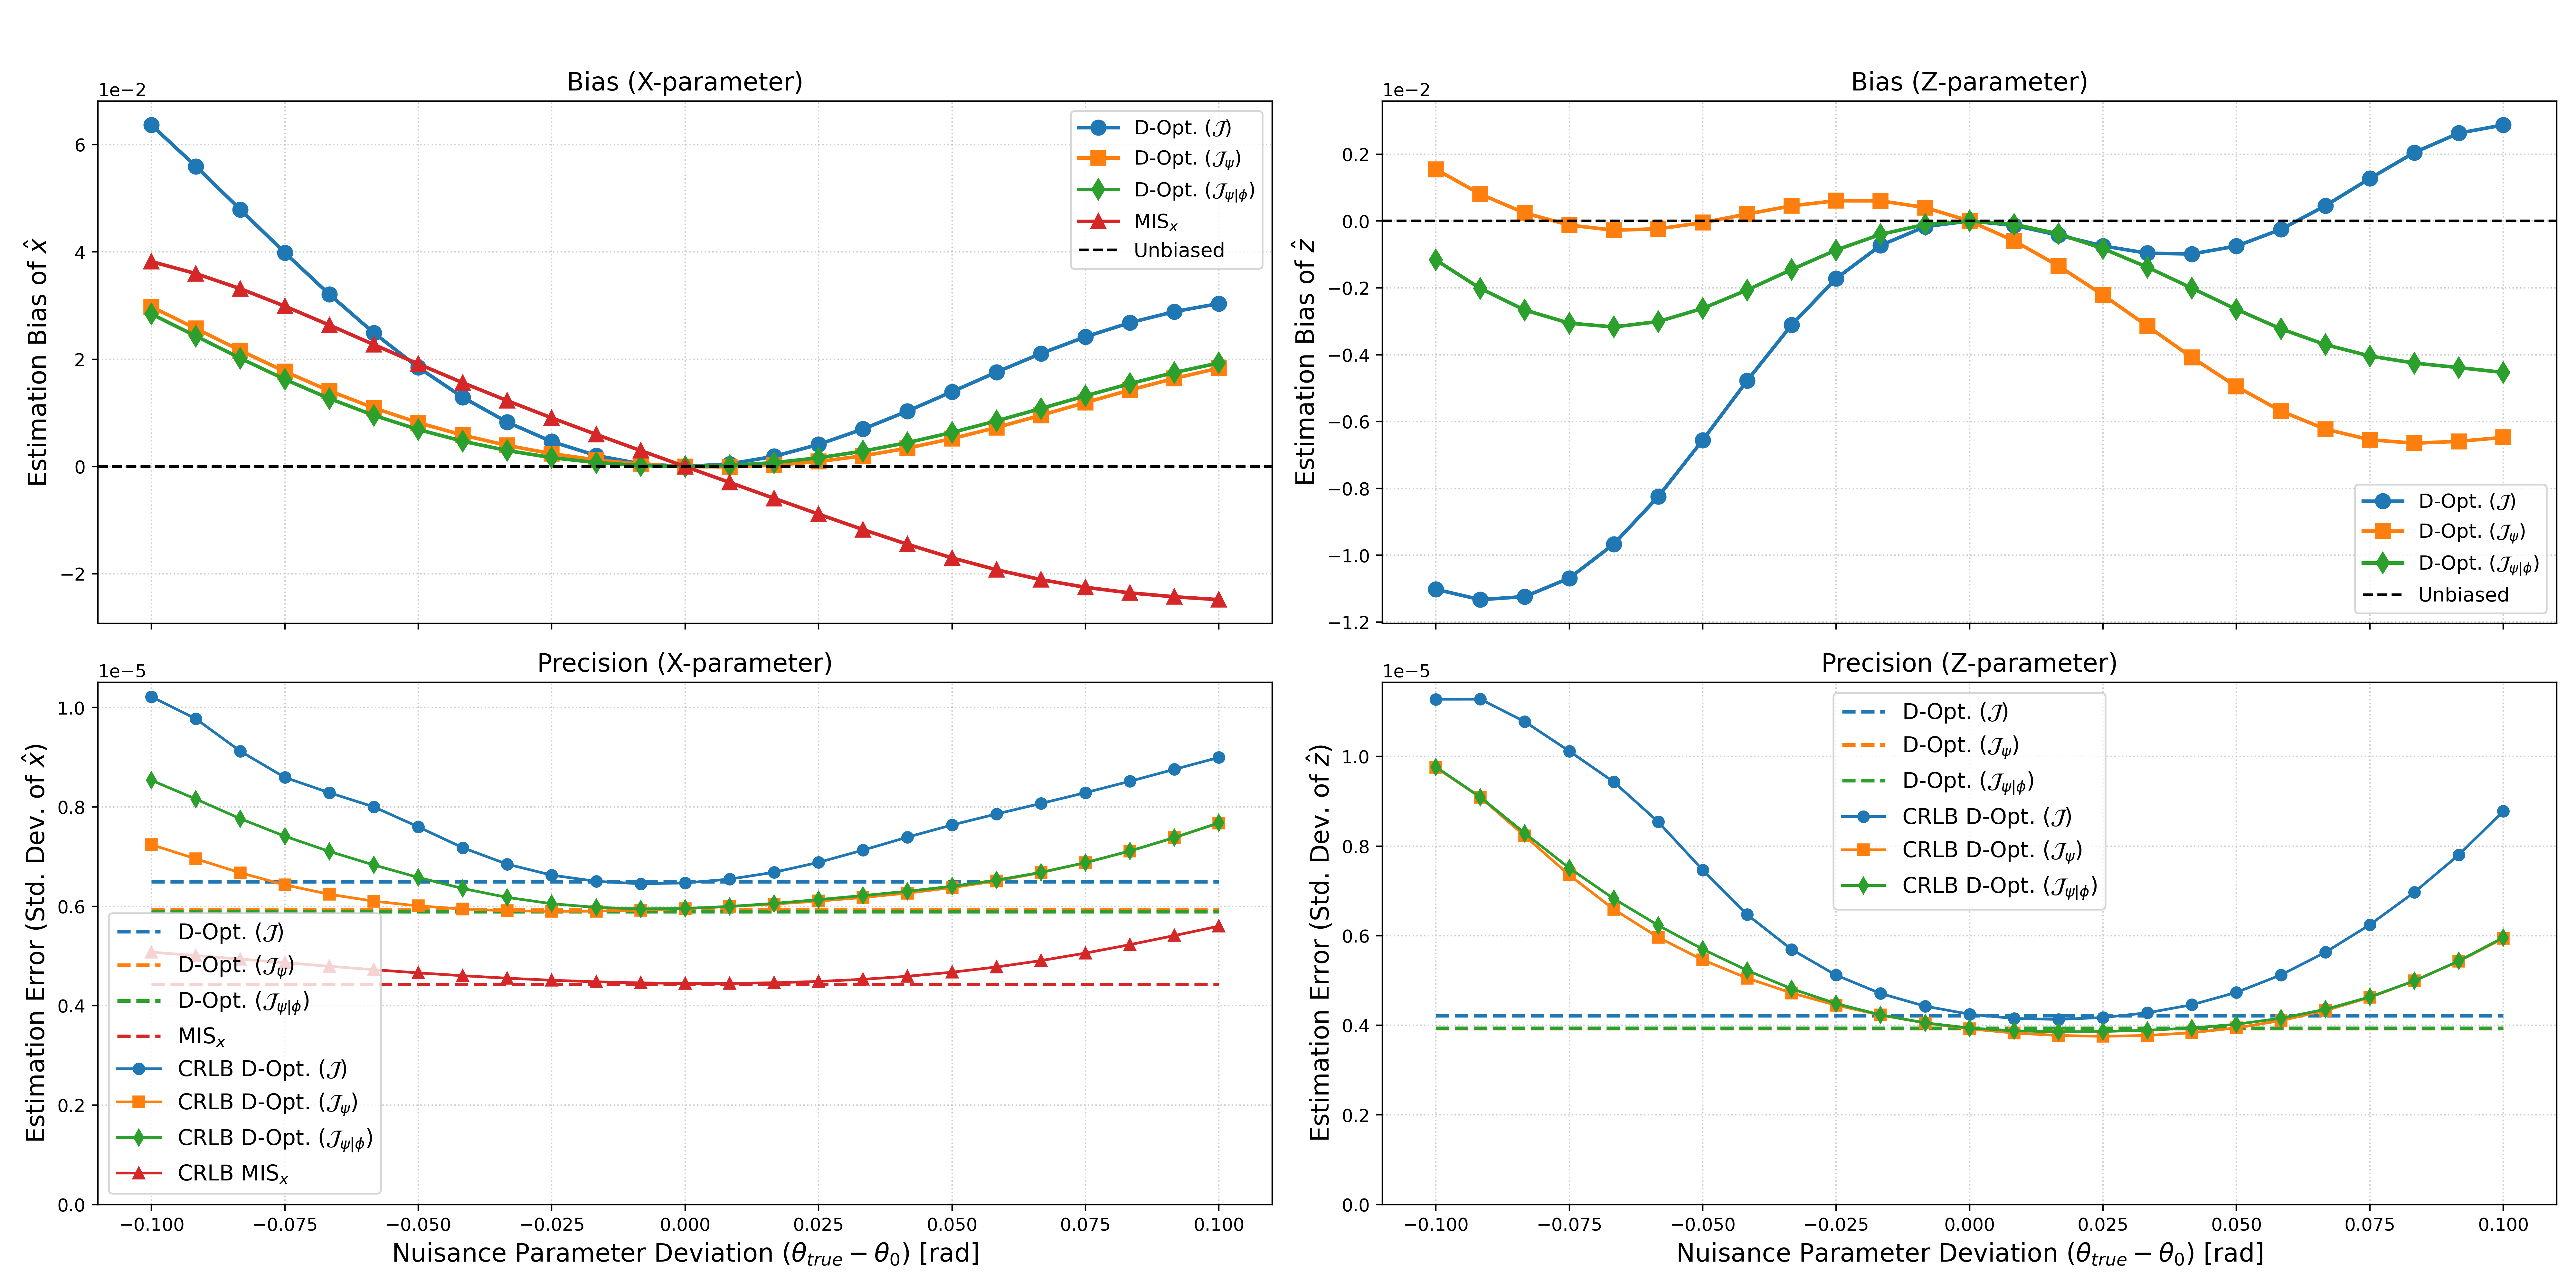 Bias (X-parameter)
1e−2
6
4
2
0
−2
Estimation Bias of x̂
D-Opt. (𝒥)
D-Opt. (𝒥ψ)
D-Opt. (𝒥ψ|ϕ)
MISx
Unbiased
Bias (Z-parameter)
1e−2
0.2
0.0
−0.2
−0.4
−0.6
−0.8
−1.0
−1.2
Estimation Bias of ẑ
D-Opt. (𝒥)
D-Opt. (𝒥ψ)
D-Opt. (𝒥ψ|ϕ)
Unbiased
Precision (X-parameter)
1e−5
1.0
0.8
0.6
0.4
0.2
0.0
Estimation Error (Std. Dev. of x̂)
D-Opt. (𝒥)
D-Opt. (𝒥ψ)
D-Opt. (𝒥ψ|ϕ)
MISx
CRLB D-Opt. (𝒥)
CRLB D-Opt. (𝒥ψ)
CRLB D-Opt. (𝒥ψ|ϕ)
CRLB MISx
−0.100 −0.075 −0.050 −0.025 0.000 0.025 0.050 0.075 0.100
Nuisance Parameter Deviation (θtrue − θ0) [rad]
Precision (Z-parameter)
1e−5
1.0
0.8
0.6
0.4
0.2
0.0
Estimation Error (Std. Dev. of ẑ)
D-Opt. (𝒥)
D-Opt. (𝒥ψ)
D-Opt. (𝒥ψ|ϕ)
CRLB D-Opt. (𝒥)
CRLB D-Opt. (𝒥ψ)
CRLB D-Opt. (𝒥ψ|ϕ)
−0.100 −0.075 −0.050 −0.025 0.000 0.025 0.050 0.075 0.100
Nuisance Parameter Deviation (θtrue − θ0) [rad]